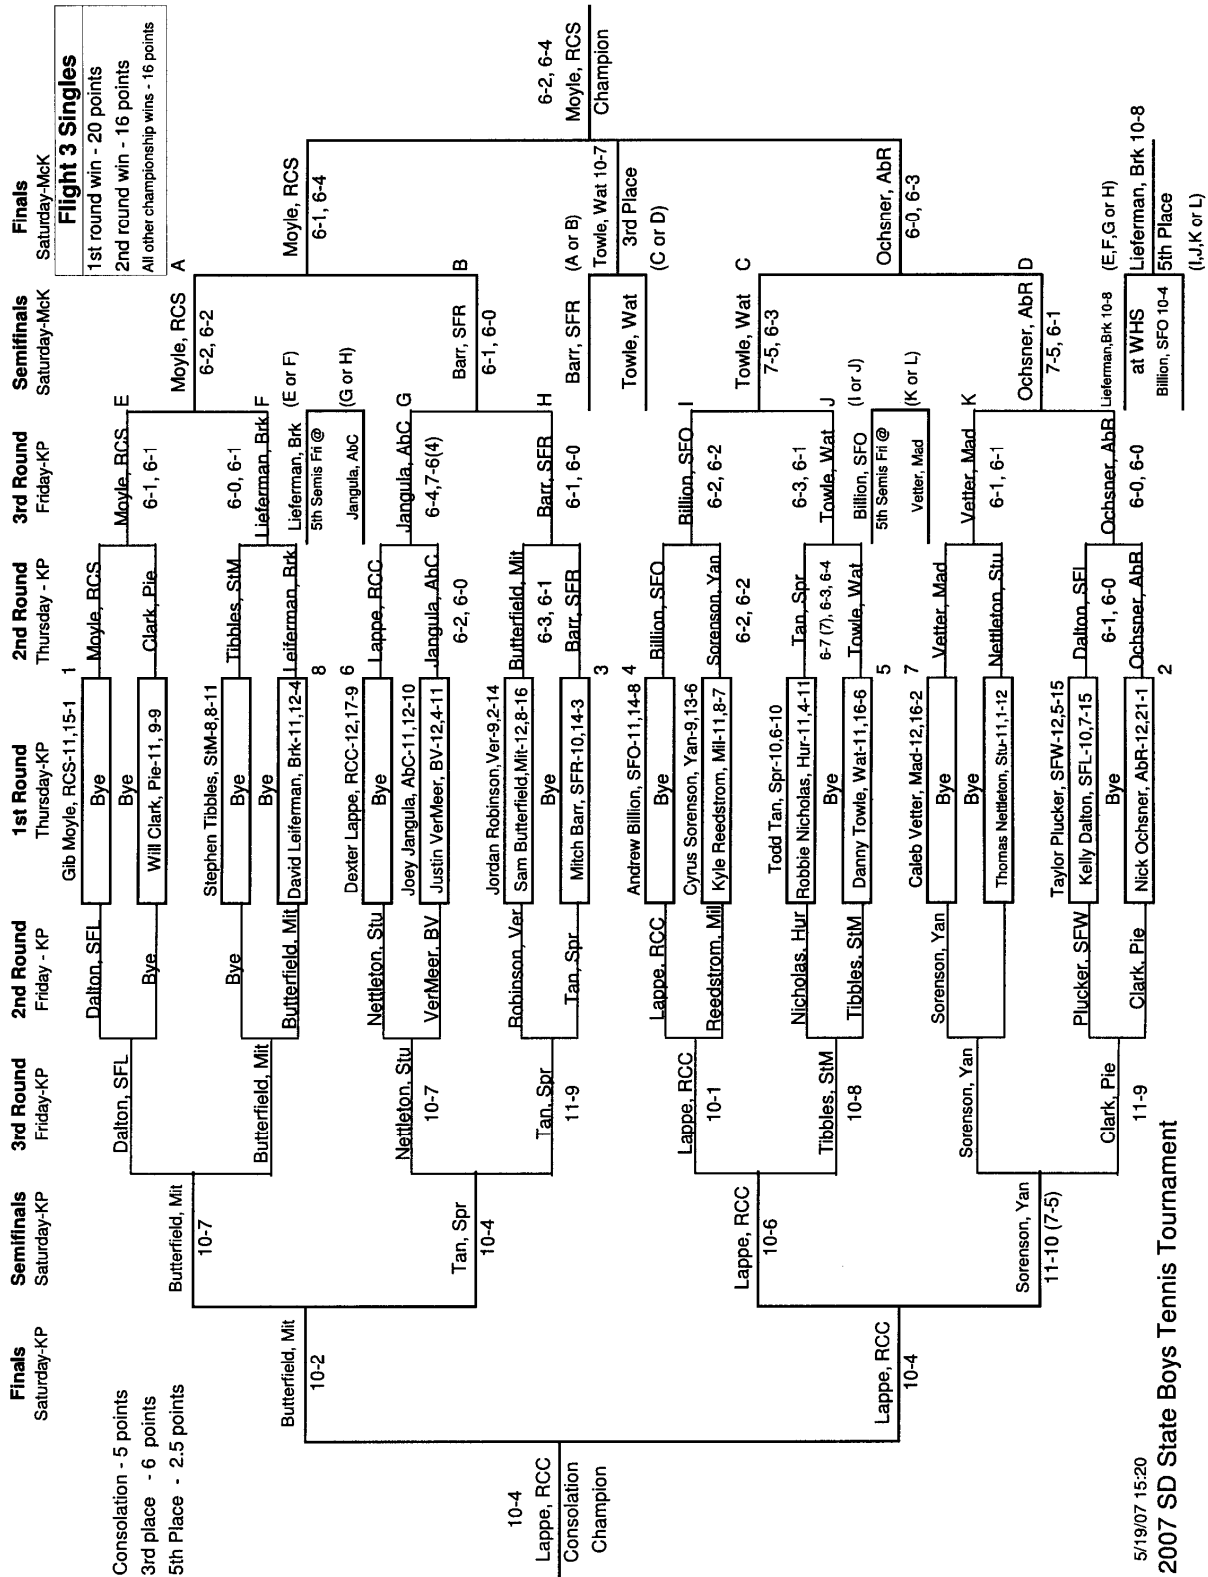 Finals
Saturday-KP
Semifinals
Saturday-KP
3rd Round
Friday-KP
2nd Round
Friday - KP
1st Round
Thursday-KP
2nd Round
Thursday - KP
3rd Round
Friday-KP
Semifinals
Saturday-McK
Finals
Saturday-McK
Flight 3 Singles
1st round win - 20 points
2nd round win - 16 points
All other championship wins - 16 points
Consolation - 5 points
3rd place - 6 points
5th Place - 2.5 points
10-4
Lappe, RCC
Consolation
Champion
Butterfield, Mit
10-2
Lappe, RCC
10-4
Butterfield, Mit
10-7
Tan, Spr
10-4
Lappe, RCC
10-6
Sorenson, Yan
11-10 (7-5)
Dalton, SFL
Butterfield, Mit
Nettleton, Stu
10-7
Tan, Spr
11-9
Lappe, RCC
10-1
Tibbles, StM
10-8
Sorenson, Yan
Clark, Pie
11-9
Dalton, SFL
Bye
Bye
Butterfield, Mit
Nettleton, Stu
VerMeer, BV
Robinson, Ver
Tan, Spr
Lappe, RCC
Reedstrom, Mil
Nicholas, Hur
Tibbles, StM
Sorenson, Yan
Plucker, SFW
Clark, Pie
Gib Moyle, RCS-11,15-1
1
Bye
Bye
Will Clark, Pie-11, 9-9
Stephen Tibbles, StM-8,8-11
Bye
Bye
David Leiferman, Brk-11,12-4
8
Dexter Lappe, RCC-12,17-9
6
Bye
Joey Jangula, AbC-11,12-10
Justin VerMeer, BV-12,4-11
Jordan Robinson,Ver-9,2-14
Sam Butterfield,Mit-12,8-16
Bye
Mitch Barr, SFR-10,14-3
3
Andrew Billion, SFO-11,14-8
4
Bye
Cyrus Sorenson, Yan-9,13-6
Kyle Reedstrom, Mil-11,8-7
Todd Tan, Spr-10,6-10
Robbie Nicholas, Hur-11,4-11
Bye
Danny Towle, Wat-11,16-6
5
Caleb Vetter, Mad-12,16-2
7
Bye
Bye
Thomas Nettleton, Stu-11,1-12
Taylor Plucker, SFW-12,5-15
Kelly Dalton, SFL-10,7-15
Bye
Nick Ochsner, AbR-12,21-1
2
Moyle, RCS
Clark, Pie
Tibbles, StM
Leiferman, Brk
Lappe, RCC
Jangula, AbC
6-2, 6-0
Butterfield, Mit
6-3, 6-1
Barr, SFR
Billion, SFO
Sorenson, Yan
6-2, 6-2
Tan, Spr
6-7 (7), 6-3, 6-4
Towle, Wat
Vetter, Mad
Nettleton, Stu
Dalton, SFL
6-1, 6-0
Ochsner, AbR
Moyle, RCS
E
6-1, 6-1
6-0, 6-1
Lieferman, Brk
F
Lieferman, Brk
(E or F)
5th Semis Fri @
Jangula, AbC
(G or H)
Jangula, AbC
G
6-4,7-6(4)
Barr, SFR
H
6-1, 6-0
Billion, SFO
I
6-2, 6-2
6-3, 6-1
Towle, Wat
J
Billion, SFO
(I or J)
5th Semis Fri @
Vetter, Mad
(K or L)
Vetter, Mad
K
6-1, 6-1
Ochsner, AbR
6-0, 6-0
Moyle, RCS
A
6-2, 6-2
Barr, SFR
B
6-1, 6-0
Barr, SFR
(A or B)
Towle, Wat
(C or D)
Towle, Wat
C
7-5, 6-3
Ochsner, AbR
D
7-5, 6-1
Lieferman,Brk 10-8
(E,F,G or H)
at WHS
Billion, SFO 10-4
(I,J,K or L)
Moyle, RCS
6-1, 6-4
Towle, Wat 10-7
3rd Place
Ochsner, AbR
6-0, 6-3
Lieferman, Brk 10-8
5th Place
6-2, 6-4
Moyle, RCS
Champion
5/19/07 15:20
2007 SD State Boys Tennis Tournament